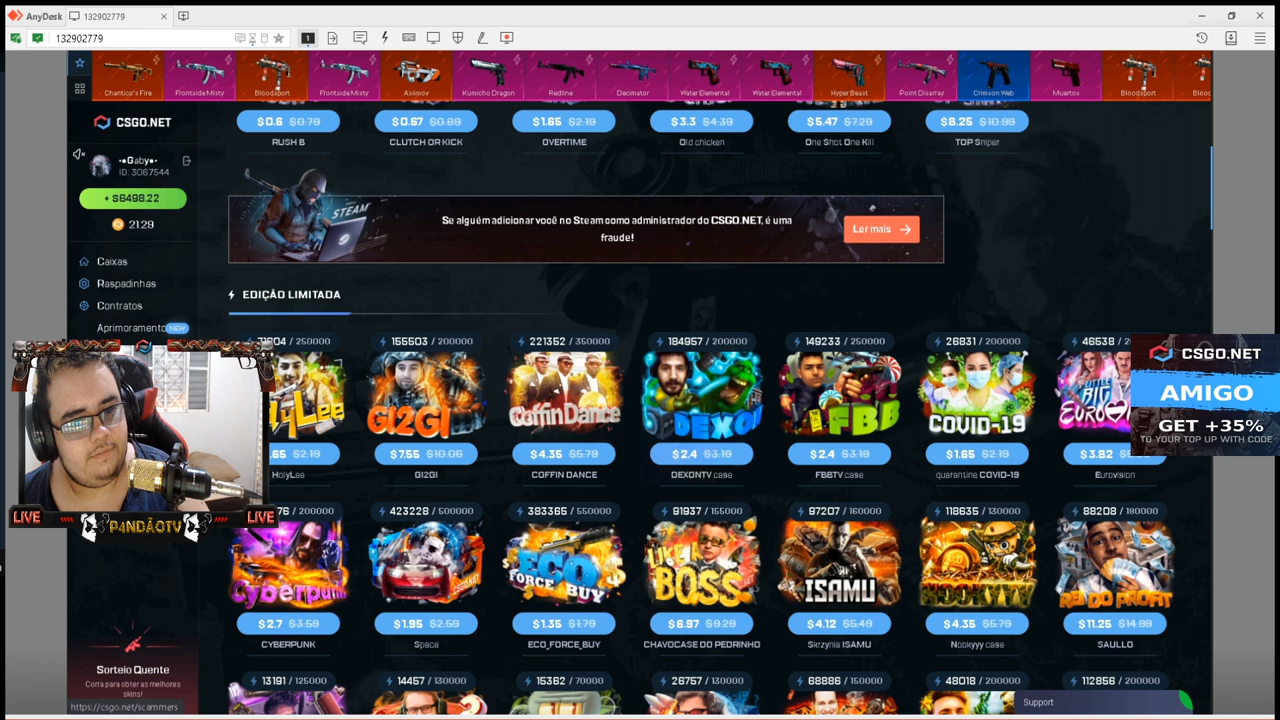 AnyDesk
132902779
132902779
1
Chantico's Fire
Frontside Misty
Bloodsport
Frontside Misty
Asiimov
Kumicho Dragon
Redline
Decimator
Water Elemental
Water Elemental
Hyper Beast
Point Disarray
Crimson Web
Muertos
Bloodsport
CSGO.NET
$0.6 $0.79
$0.67 $0.89
$1.65 $2.19
$3.3 $4.39
$5.47 $7.29
$8.25 $10.99
RUSH B
CLUTCH OR KICK
OVERTIME
Old chicken
One Shot One Kill
TOP Sniper
•●Gaby●•
ID: 3067544
+ $6498.22
2129
STEAM
Se alguém adicionar você no Steam como administrador do CSGO.NET, é uma
fraude!
Ler mais
Caixas
Raspadinhas
Contratos
Aprimoramento NEW
EDIÇÃO LIMITADA
/ 250000
155503 / 200000
221352 / 350000
184957 / 200000
149233 / 250000
26831 / 200000
46538 /
GI2GI
Coffin Dance
DEXO
FBB
COVID-19
LITTLE BIG
CSGO.NET
AMIGO
GET +35%
TO YOUR TOP UP WITH CODE
$2.19
$7.55 $10.06
$4.35 $5.79
$2.4 $3.19
$2.4 $3.19
$1.65 $2.19
$3.82
HolyLee
GI2GI
COFFIN DANCE
DEXONTV case
FBBTV case
quarantine COVID-19
Eurovision
LIVE
P4NDÃOTV
LIVE
/ 200000
423228 / 500000
383365 / 550000
91937 / 155000
97207 / 160000
118635 / 130000
88208 / 180000
Cyberpunk
ECO
FORCE BUY
LIKE A
BOSS
ISAMU
NOOKYYY
REI DO PROFIT
$2.7 $3.59
$1.95 $2.59
$1.35 $1.79
$6.97 $9.29
$4.12 $5.49
$4.35 $5.79
$11.25 $14.99
CYBERPUNK
Space
ECO_FORCE_BUY
CHAVOCASE DO PEDRINHO
Skrzynia ISAMU
Nookyyy case
SAULLO
Sorteio Quente
Corra para obter as melhores
skins!
13191 / 125000
14457 / 130000
15362 / 70000
26757 / 130000
/ 150000
48018 / 200000
112856 / 200000
https://csgo.net/scammers
Support